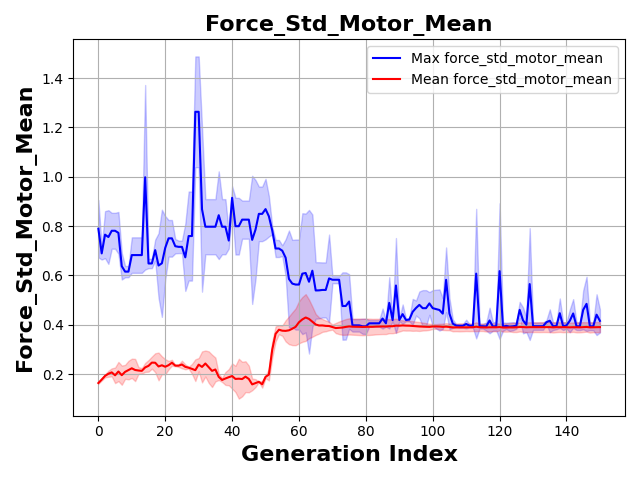 Force_Std_Motor_Mean
Max force_std_motor_mean
Mean force_std_motor_mean
Force_Std_Motor_Mean
1.4
1.2
1.0
0.8
0.6
0.4
0.2
0 20 40 60 80 100 120 140
Generation Index